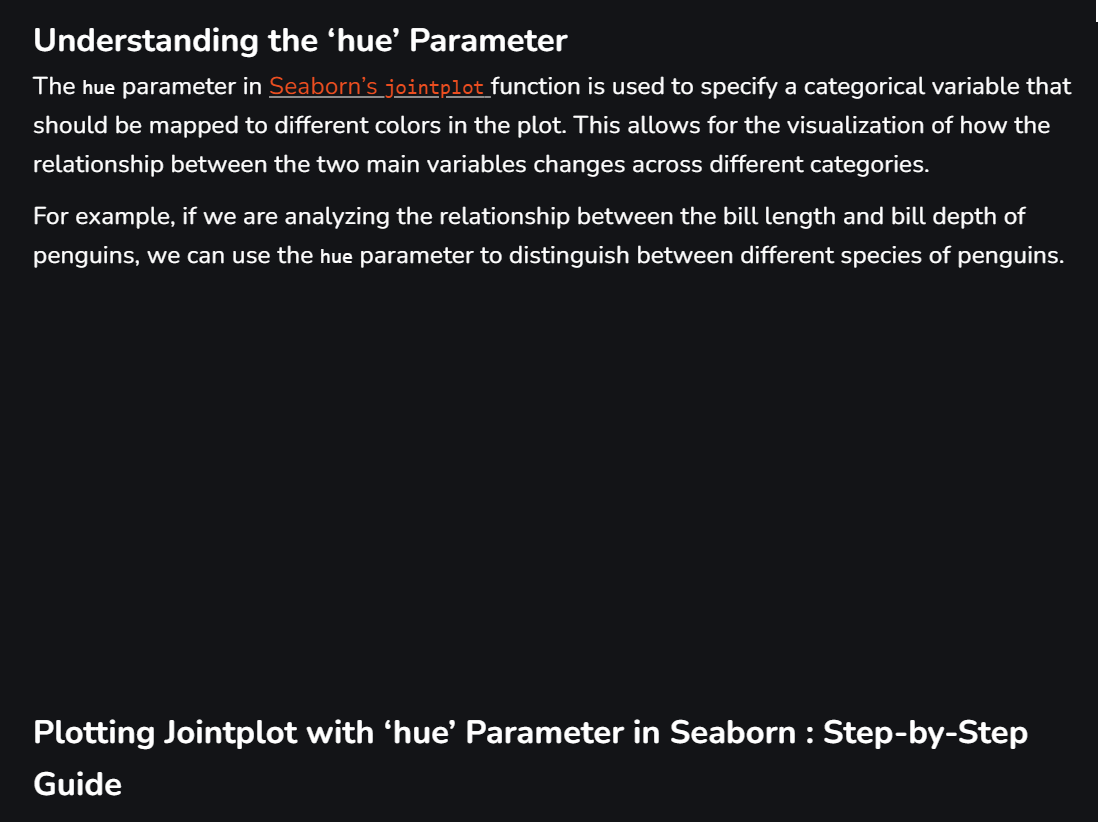 Understanding the ‘hue’ Parameter
The hue parameter in Seaborn’s jointplot function is used to specify a categorical variable that
should be mapped to different colors in the plot. This allows for the visualization of how the
relationship between the two main variables changes across different categories.
For example, if we are analyzing the relationship between the bill length and bill depth of
penguins, we can use the hue parameter to distinguish between different species of penguins.
Plotting Jointplot with ‘hue’ Parameter in Seaborn : Step-by-Step
Guide